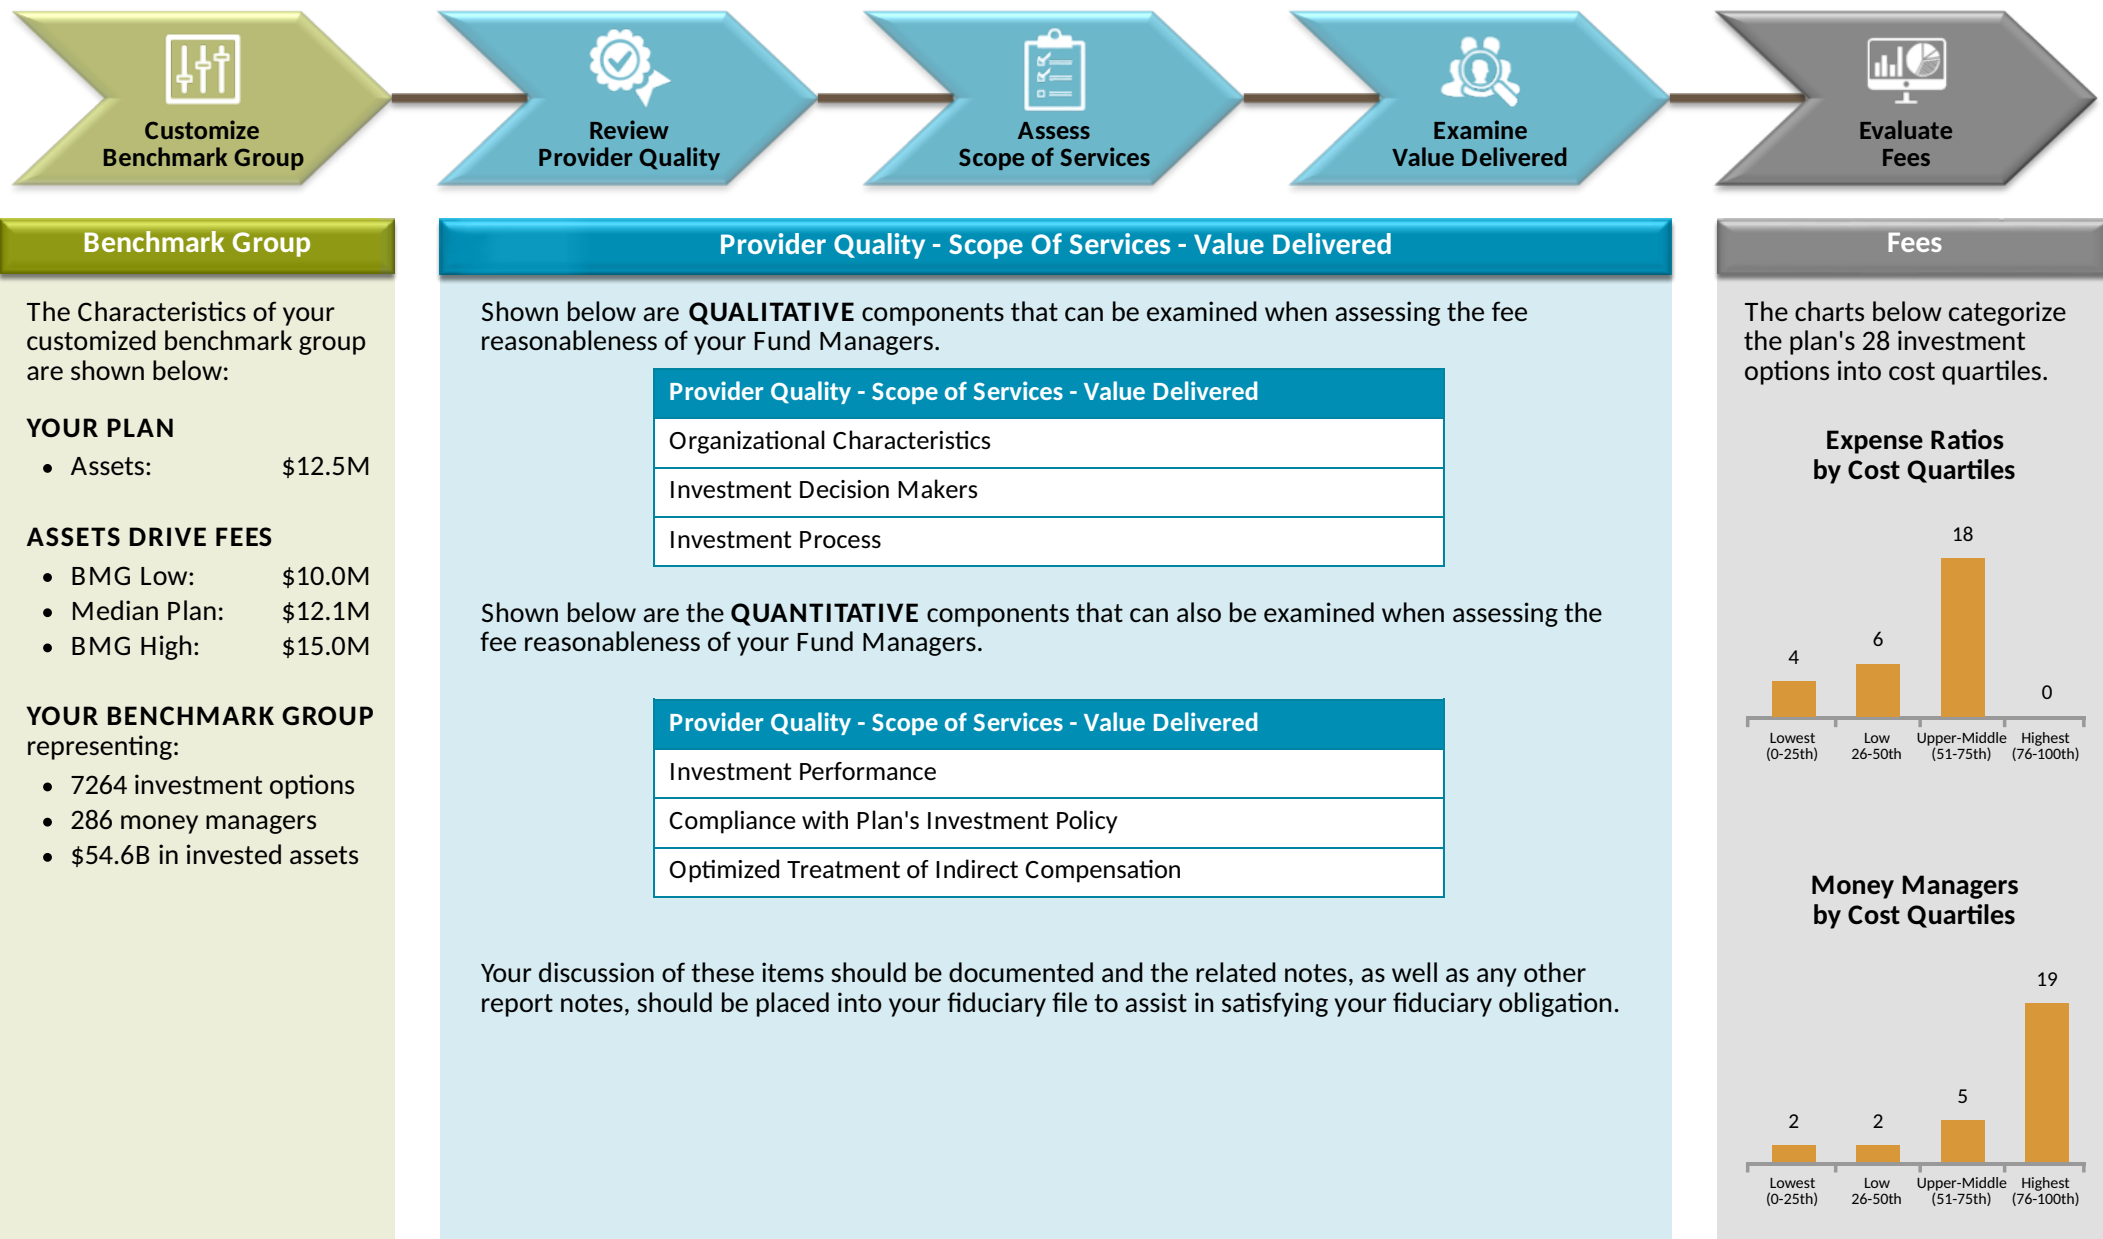 Customize
Benchmark Group
Review
Provider Quality
Assess
Scope of Services
Examine
Value Delivered
Evaluate
Fees
Benchmark Group
The Characteristics of your
customized benchmark group
are shown below:
YOUR PLAN
• Assets: $12.5M
ASSETS DRIVE FEES
• BMG Low: $10.0M
• Median Plan: $12.1M
• BMG High: $15.0M
YOUR BENCHMARK GROUP
representing:
• 7264 investment options
• 286 money managers
• $54.6B in invested assets
Provider Quality - Scope Of Services - Value Delivered
Shown below are QUALITATIVE components that can be examined when assessing the fee
reasonableness of your Fund Managers.
Provider Quality - Scope of Services - Value Delivered
Organizational Characteristics
Investment Decision Makers
Investment Process
Shown below are the QUANTITATIVE components that can also be examined when assessing the
fee reasonableness of your Fund Managers.
Provider Quality - Scope of Services - Value Delivered
Investment Performance
Compliance with Plan's Investment Policy
Optimized Treatment of Indirect Compensation
Your discussion of these items should be documented and the related notes, as well as any other
report notes, should be placed into your fiduciary file to assist in satisfying your fiduciary obligation.
Fees
The charts below categorize
the plan's 28 investment
options into cost quartiles.
Expense Ratios
by Cost Quartiles
4 6 18 0
Lowest Low Upper-Middle Highest
(0-25th) 26-50th (51-75th) (76-100th)
Money Managers
by Cost Quartiles
2 2 5 19
Lowest Low Upper-Middle Highest
(0-25th) 26-50th (51-75th) (76-100th)